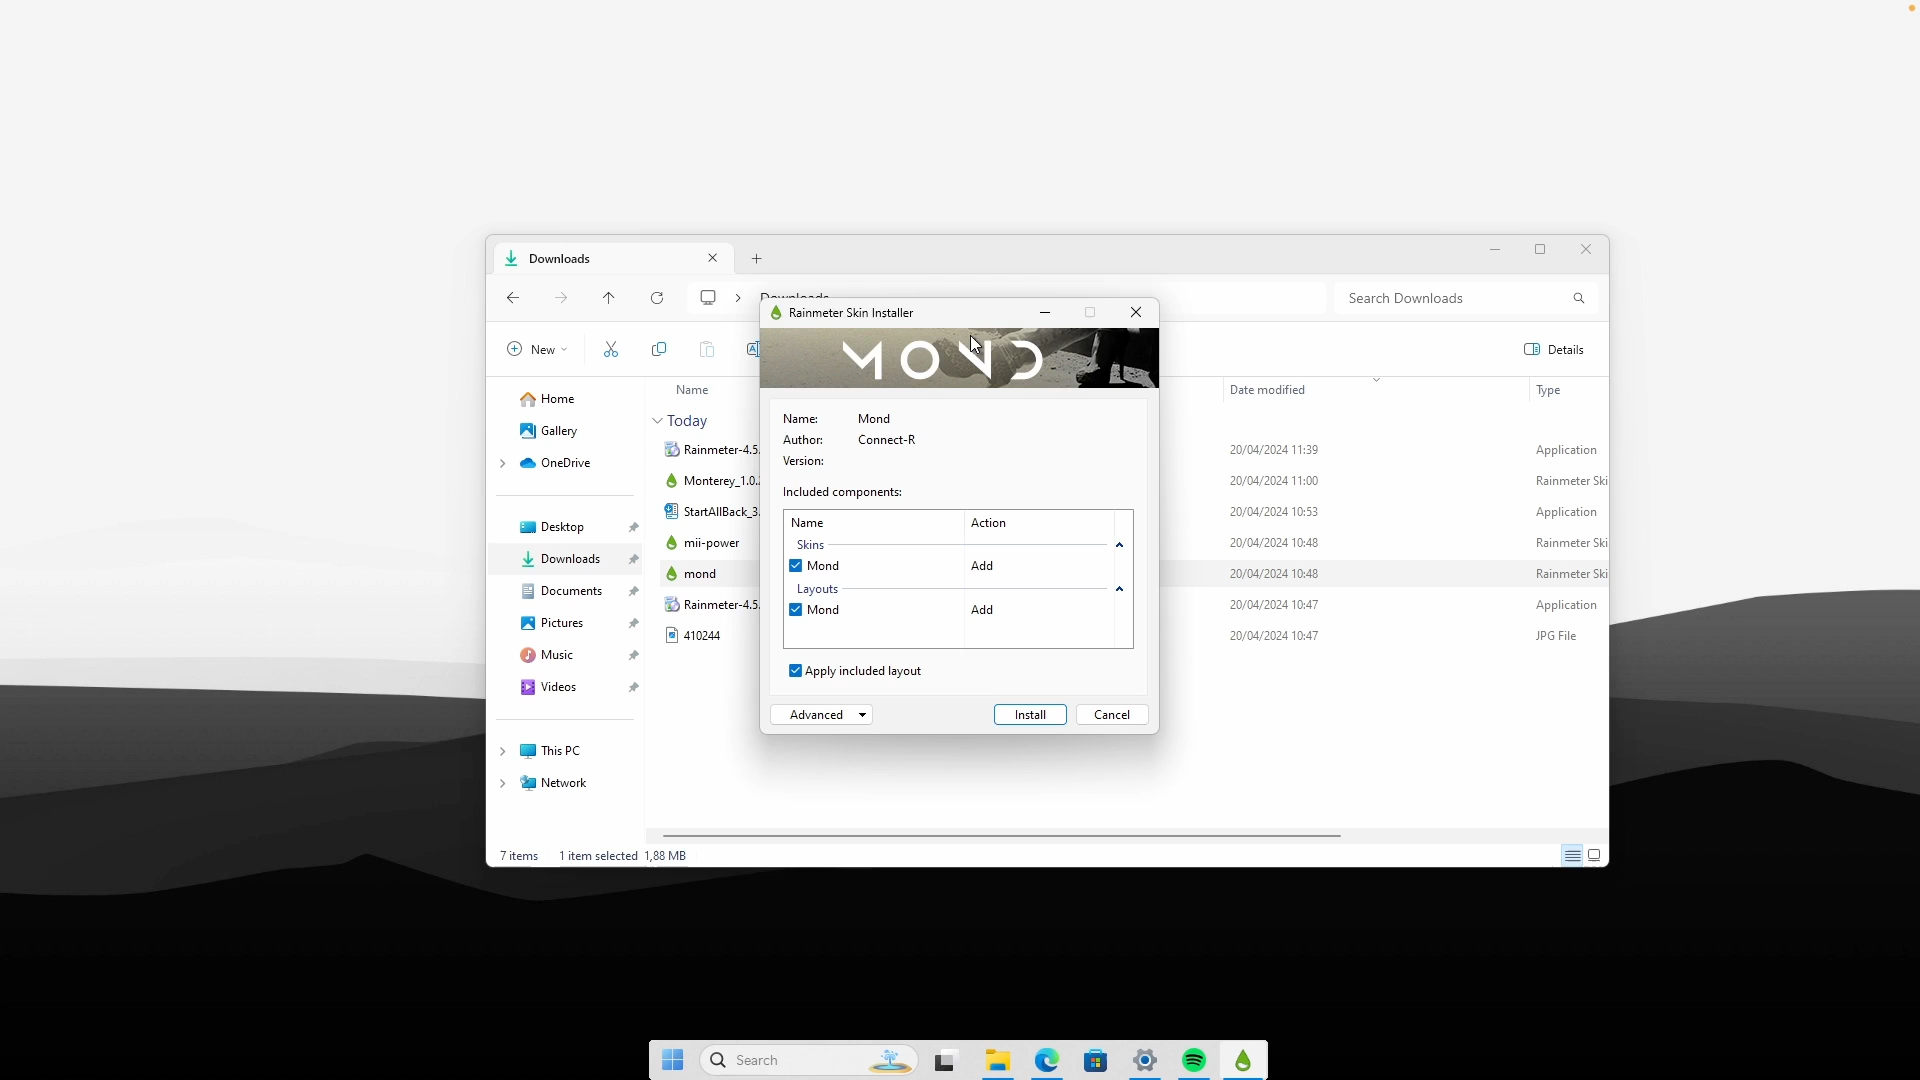 Downloads
Downloads
Search Downloads
Rainmeter Skin Installer
MOND
New
Details
Name
Date modified
Type
Home
Gallery
OneDrive
Desktop
Downloads
Documents
Pictures
Music
Videos
This PC
Network
Today
Rainmeter-4.5. 20/04/2024 11:39 Application
Monterey_1.0. 20/04/2024 11:00 Rainmeter Ski
StartAllBack_3. 20/04/2024 10:53 Application
mii-power 20/04/2024 10:48 Rainmeter Ski
mond 20/04/2024 10:48 Rainmeter Ski
Rainmeter-4.5. 20/04/2024 10:47 Application
410244 20/04/2024 10:47 JPG File
Name: Mond
Author: Connect-R
Version:
Included components:
Name Action
Skins
Mond Add
Layouts
Mond Add
Apply included layout
Advanced
Install
Cancel
7 items 1 item selected 1,88 MB
Search